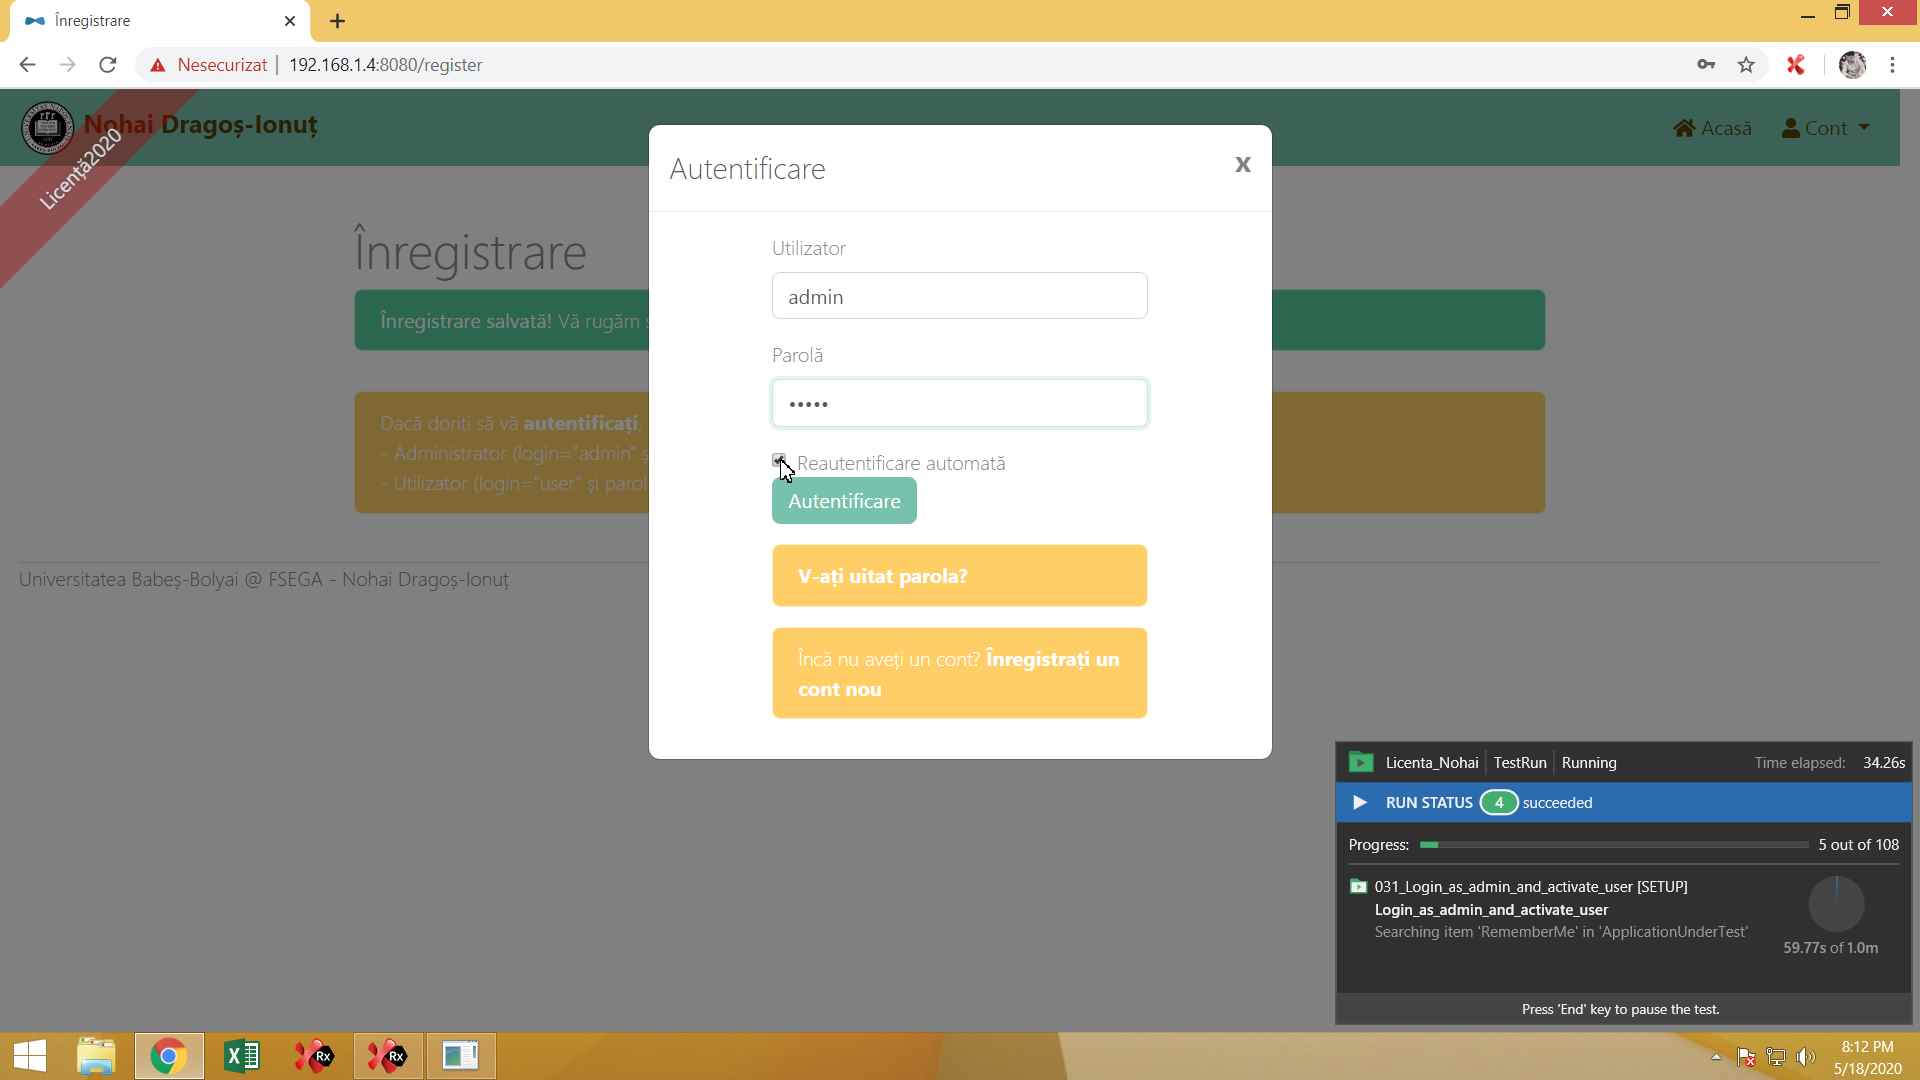 Înregistrare
Nesecurizat
192.168.1.4:8080/register
Nohai Dragoș-Ionuț
Licență2020
Acasă
Cont
Înregistrare
Înregistrare salvată! Vă rugăm
Dacă doriți să vă autentificați,
- Administrator (login="admin"
- Utilizator (login="user" și
Universitatea Babeș-Bolyai @ FSEGA - Nohai Dragoș-Ionuț
Autentificare
X
Utilizator
admin
Parolă
•••••
Reautentificare automată
Autentificare
V-ați uitat parola?
Încă nu aveți un cont? Înregistrați un
cont nou
Licenta_Nohai TestRun Running Time elapsed: 34.26s
RUN STATUS 4 succeeded
Progress: 5 out of 108
031_Login_as_admin_and_activate_user [SETUP]
Login_as_admin_and_activate_user
Searching item 'RememberMe' in 'ApplicationUnderTest'
59.77s of 1.0m
Press 'End' key to pause the test.
Rx
Rx
8:12 PM
5/18/2020